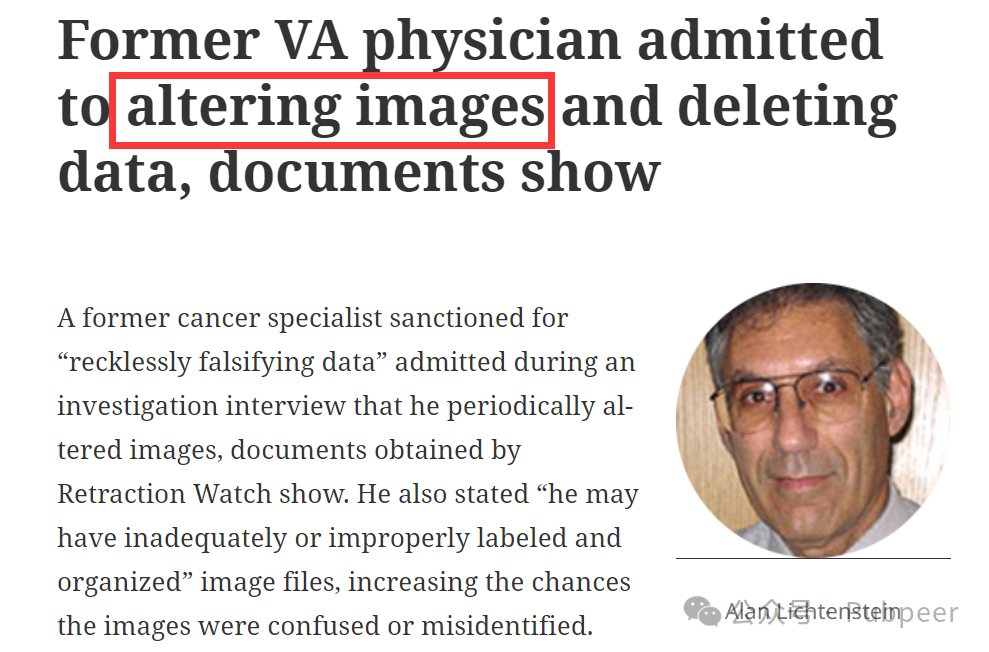 Former VA physician admitted
to altering images and deleting
data, documents show
A former cancer specialist sanctioned for
“recklessly falsifying data” admitted during an
investigation interview that he periodically al-
tered images, documents obtained by
Retraction Watch show. He also stated “he may
have inadequately or improperly labeled and
organized” image files, increasing the chances
the images were confused or misidentified.
Alan Lichtenstein
公众号 · Pubpeer